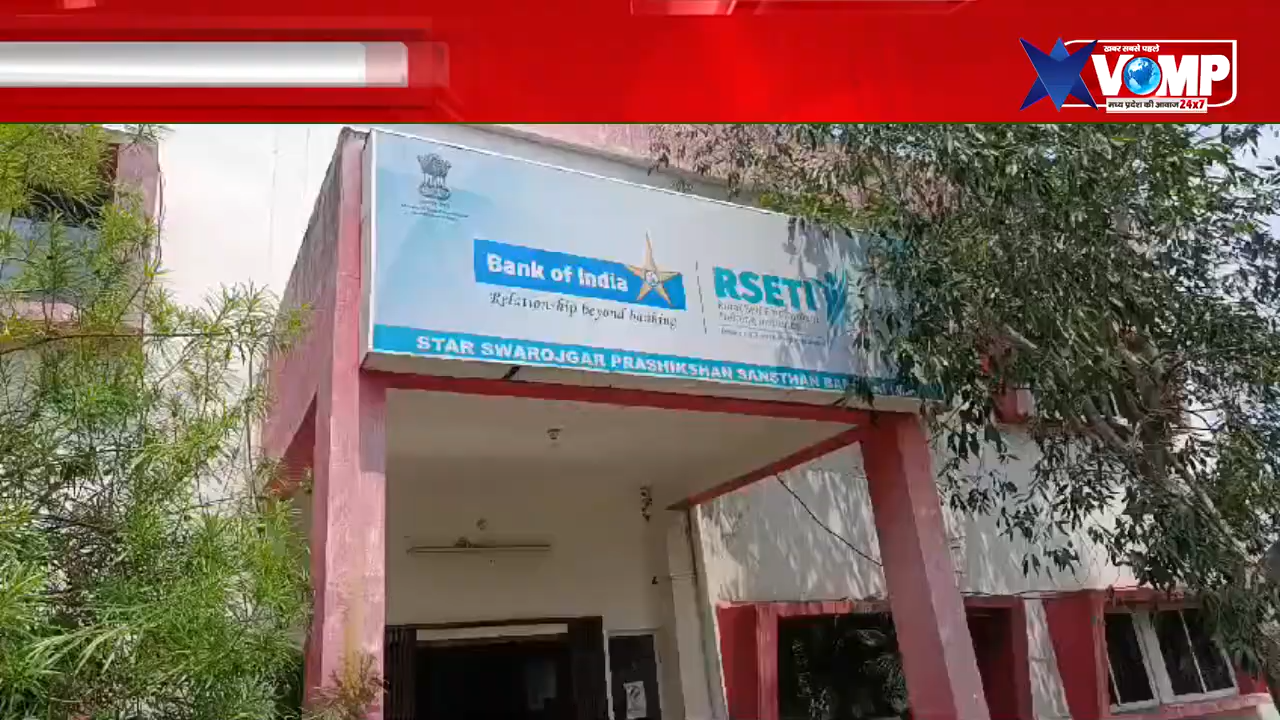 खबर सबसे पहले
VOMP
मध्य प्रदेश की आवाज 24x7
Bank of India
Relationship beyond banking
RSETI
STAR SWAROJGAR PRASHIKSHAN SANSTHAN